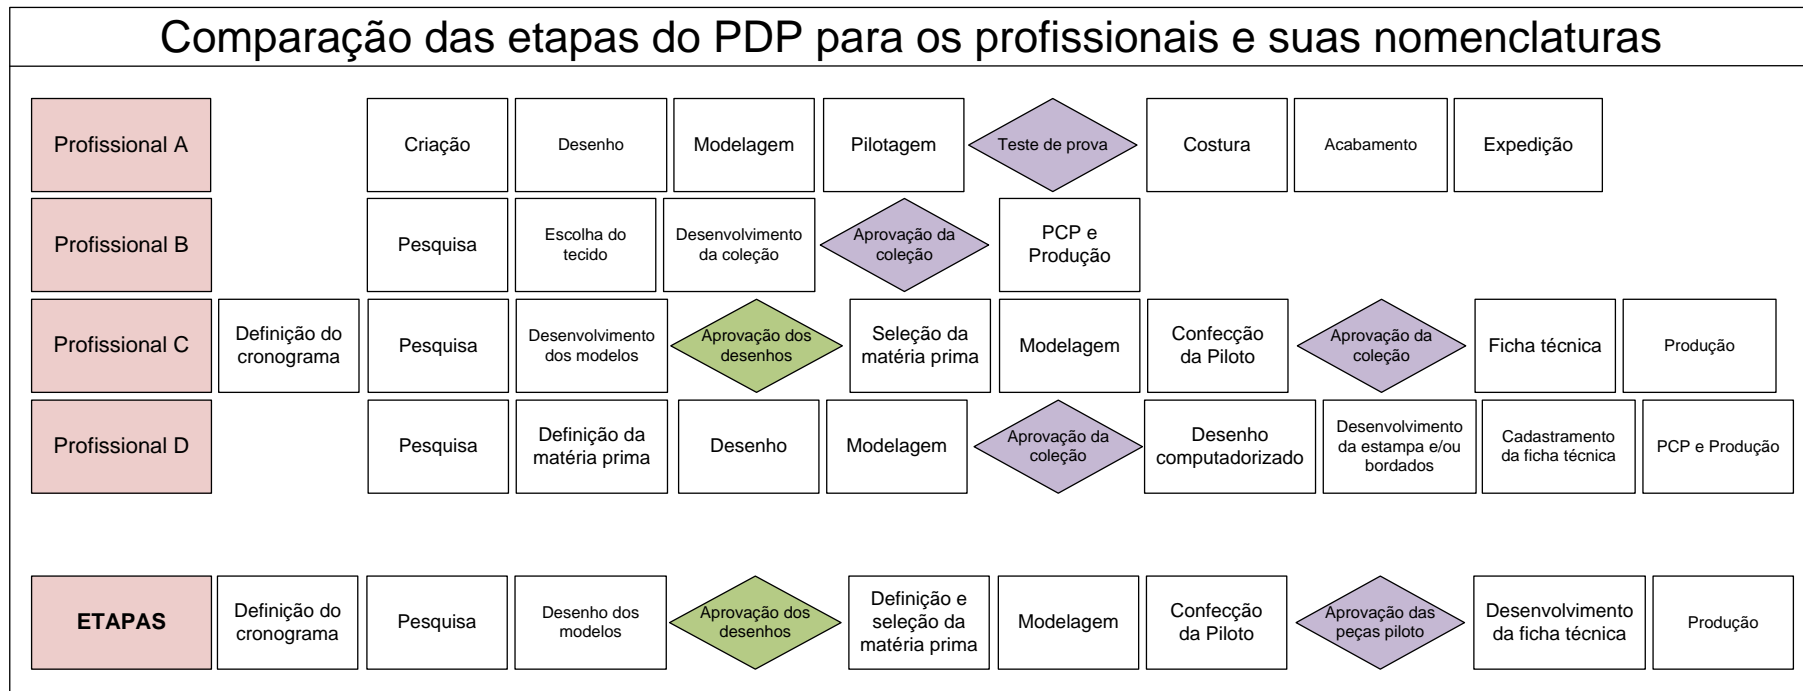 Comparação das etapas do PDP para os profissionais e suas nomenclaturas
Profissional A
Criação
Desenho
Modelagem
Pilotagem
Teste de prova
Costura
Acabamento
Expedição
Profissional B
Pesquisa
Escolha do
tecido
Desenvolvimento
da coleção
Aprovação da
coleção
PCP e
Produção
Profissional C
Definição do
cronograma
Pesquisa
Desenvolvimento
dos modelos
Aprovação dos
desenhos
Seleção da
matéria prima
Modelagem
Confecção
da Piloto
Aprovação da
coleção
Ficha técnica
Produção
Profissional D
Pesquisa
Definição da
matéria prima
Desenho
Modelagem
Aprovação da
coleção
Desenho
computadorizado
Desenvolvimento
da estampa e/ou
bordados
Cadastramento
da ficha técnica
PCP e Produção
ETAPAS
Definição do
cronograma
Pesquisa
Desenho dos
modelos
Aprovação dos
desenhos
Definição e
seleção da
matéria prima
Modelagem
Confecção
da Piloto
Aprovação das
peças piloto
Desenvolvimento
da ficha técnica
Produção